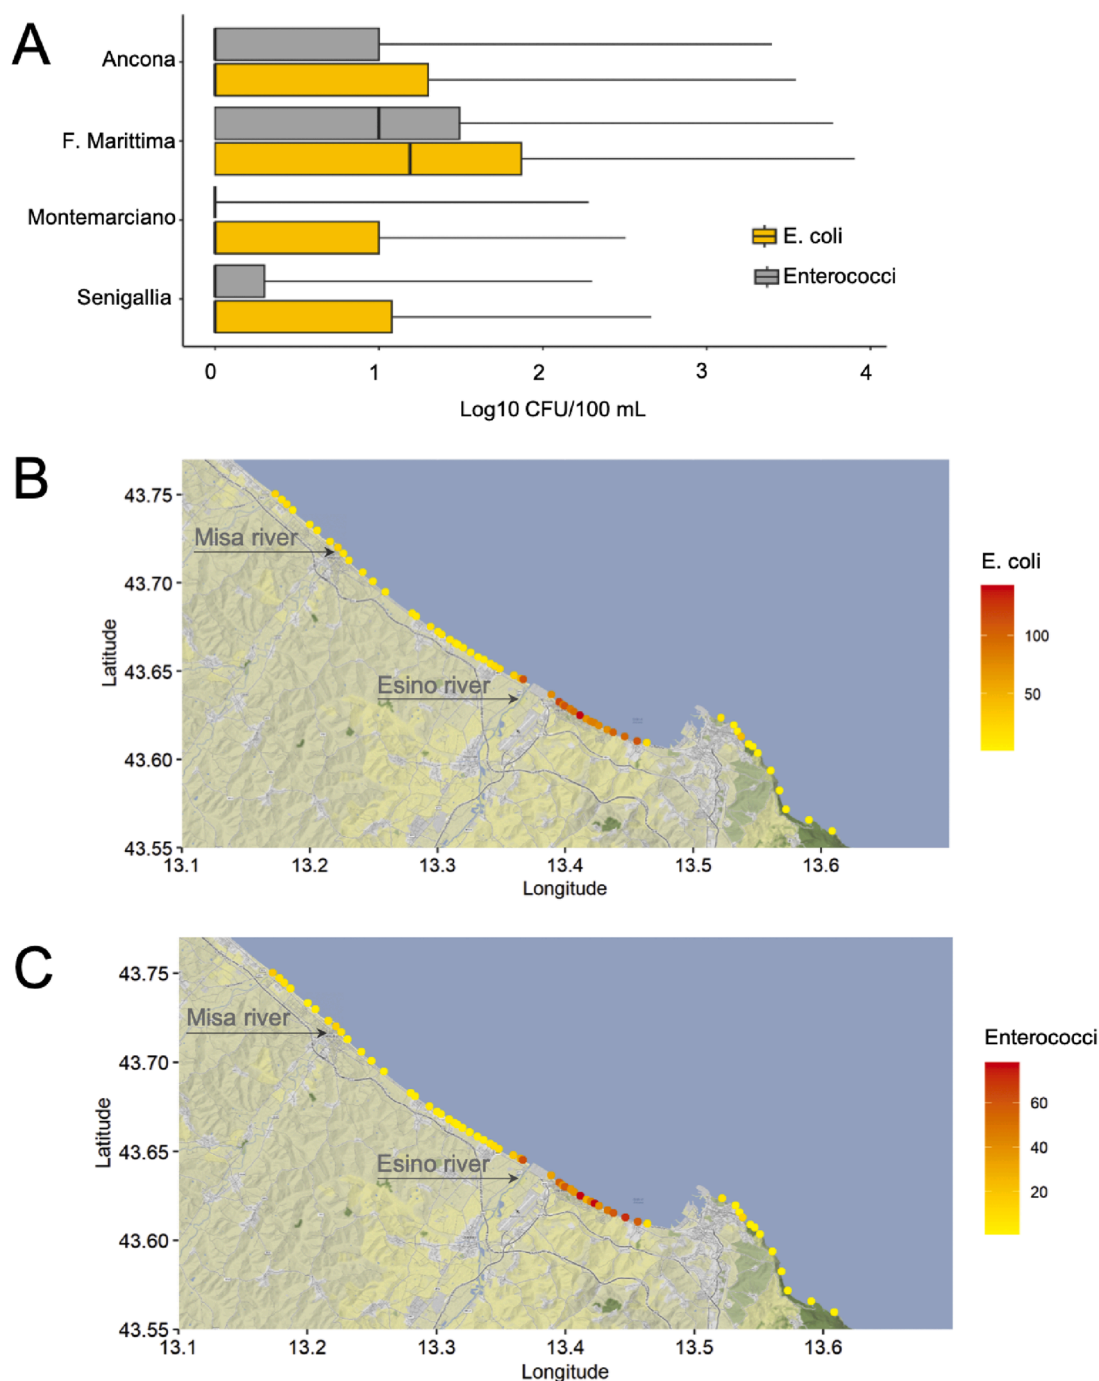 A
Ancona
F. Marittima
Montemarciano
Senigallia
E. coli
Enterococci
0 1 2 3 4
Log10 CFU/100 mL
B
43.75
43.70
43.65
43.60
43.55
Latitude
Misa river
Esino river
13.1 13.2 13.3 13.4 13.5 13.6
Longitude
E. coli
100
50
C
43.75
43.70
43.65
43.60
43.55
Latitude
Misa river
Esino river
13.1 13.2 13.3 13.4 13.5 13.6
Longitude
Enterococci
60
40
20